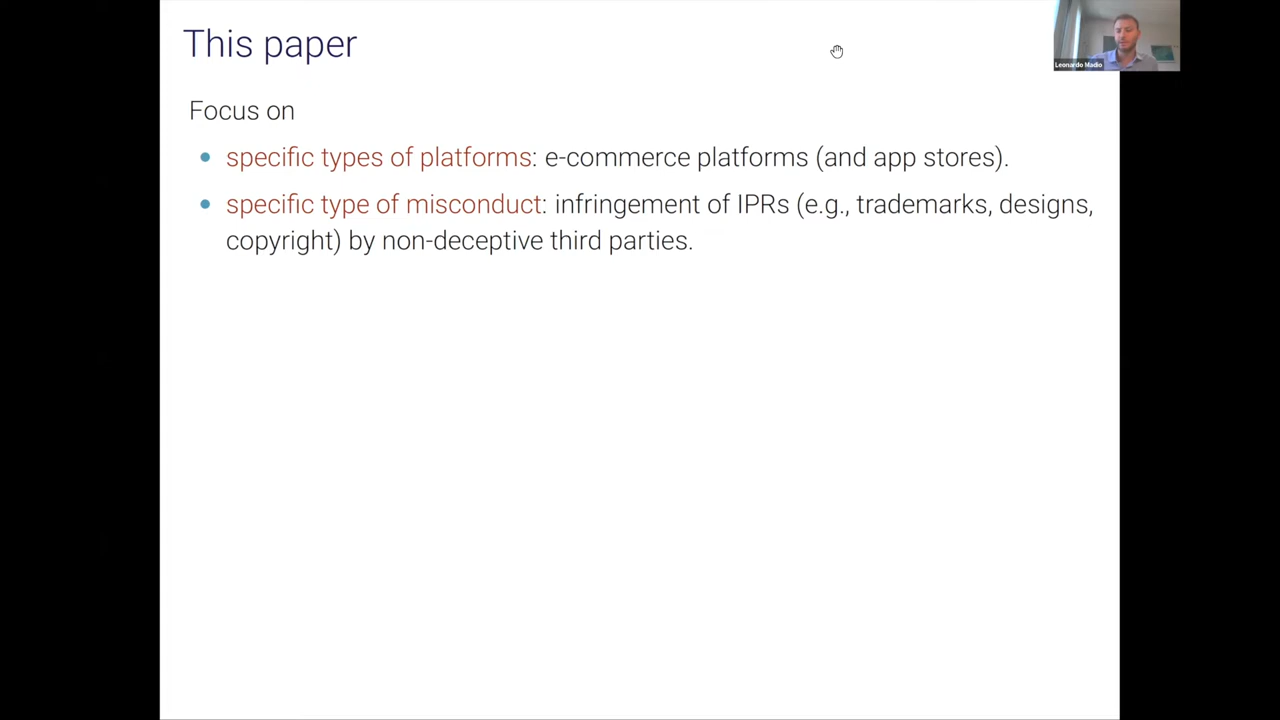 This paper
Leonardo Madio
Focus on
specific types of platforms: e-commerce platforms (and app stores).
specific type of misconduct: infringement of IPRs (e.g., trademarks, designs,
copyright) by non-deceptive third parties.